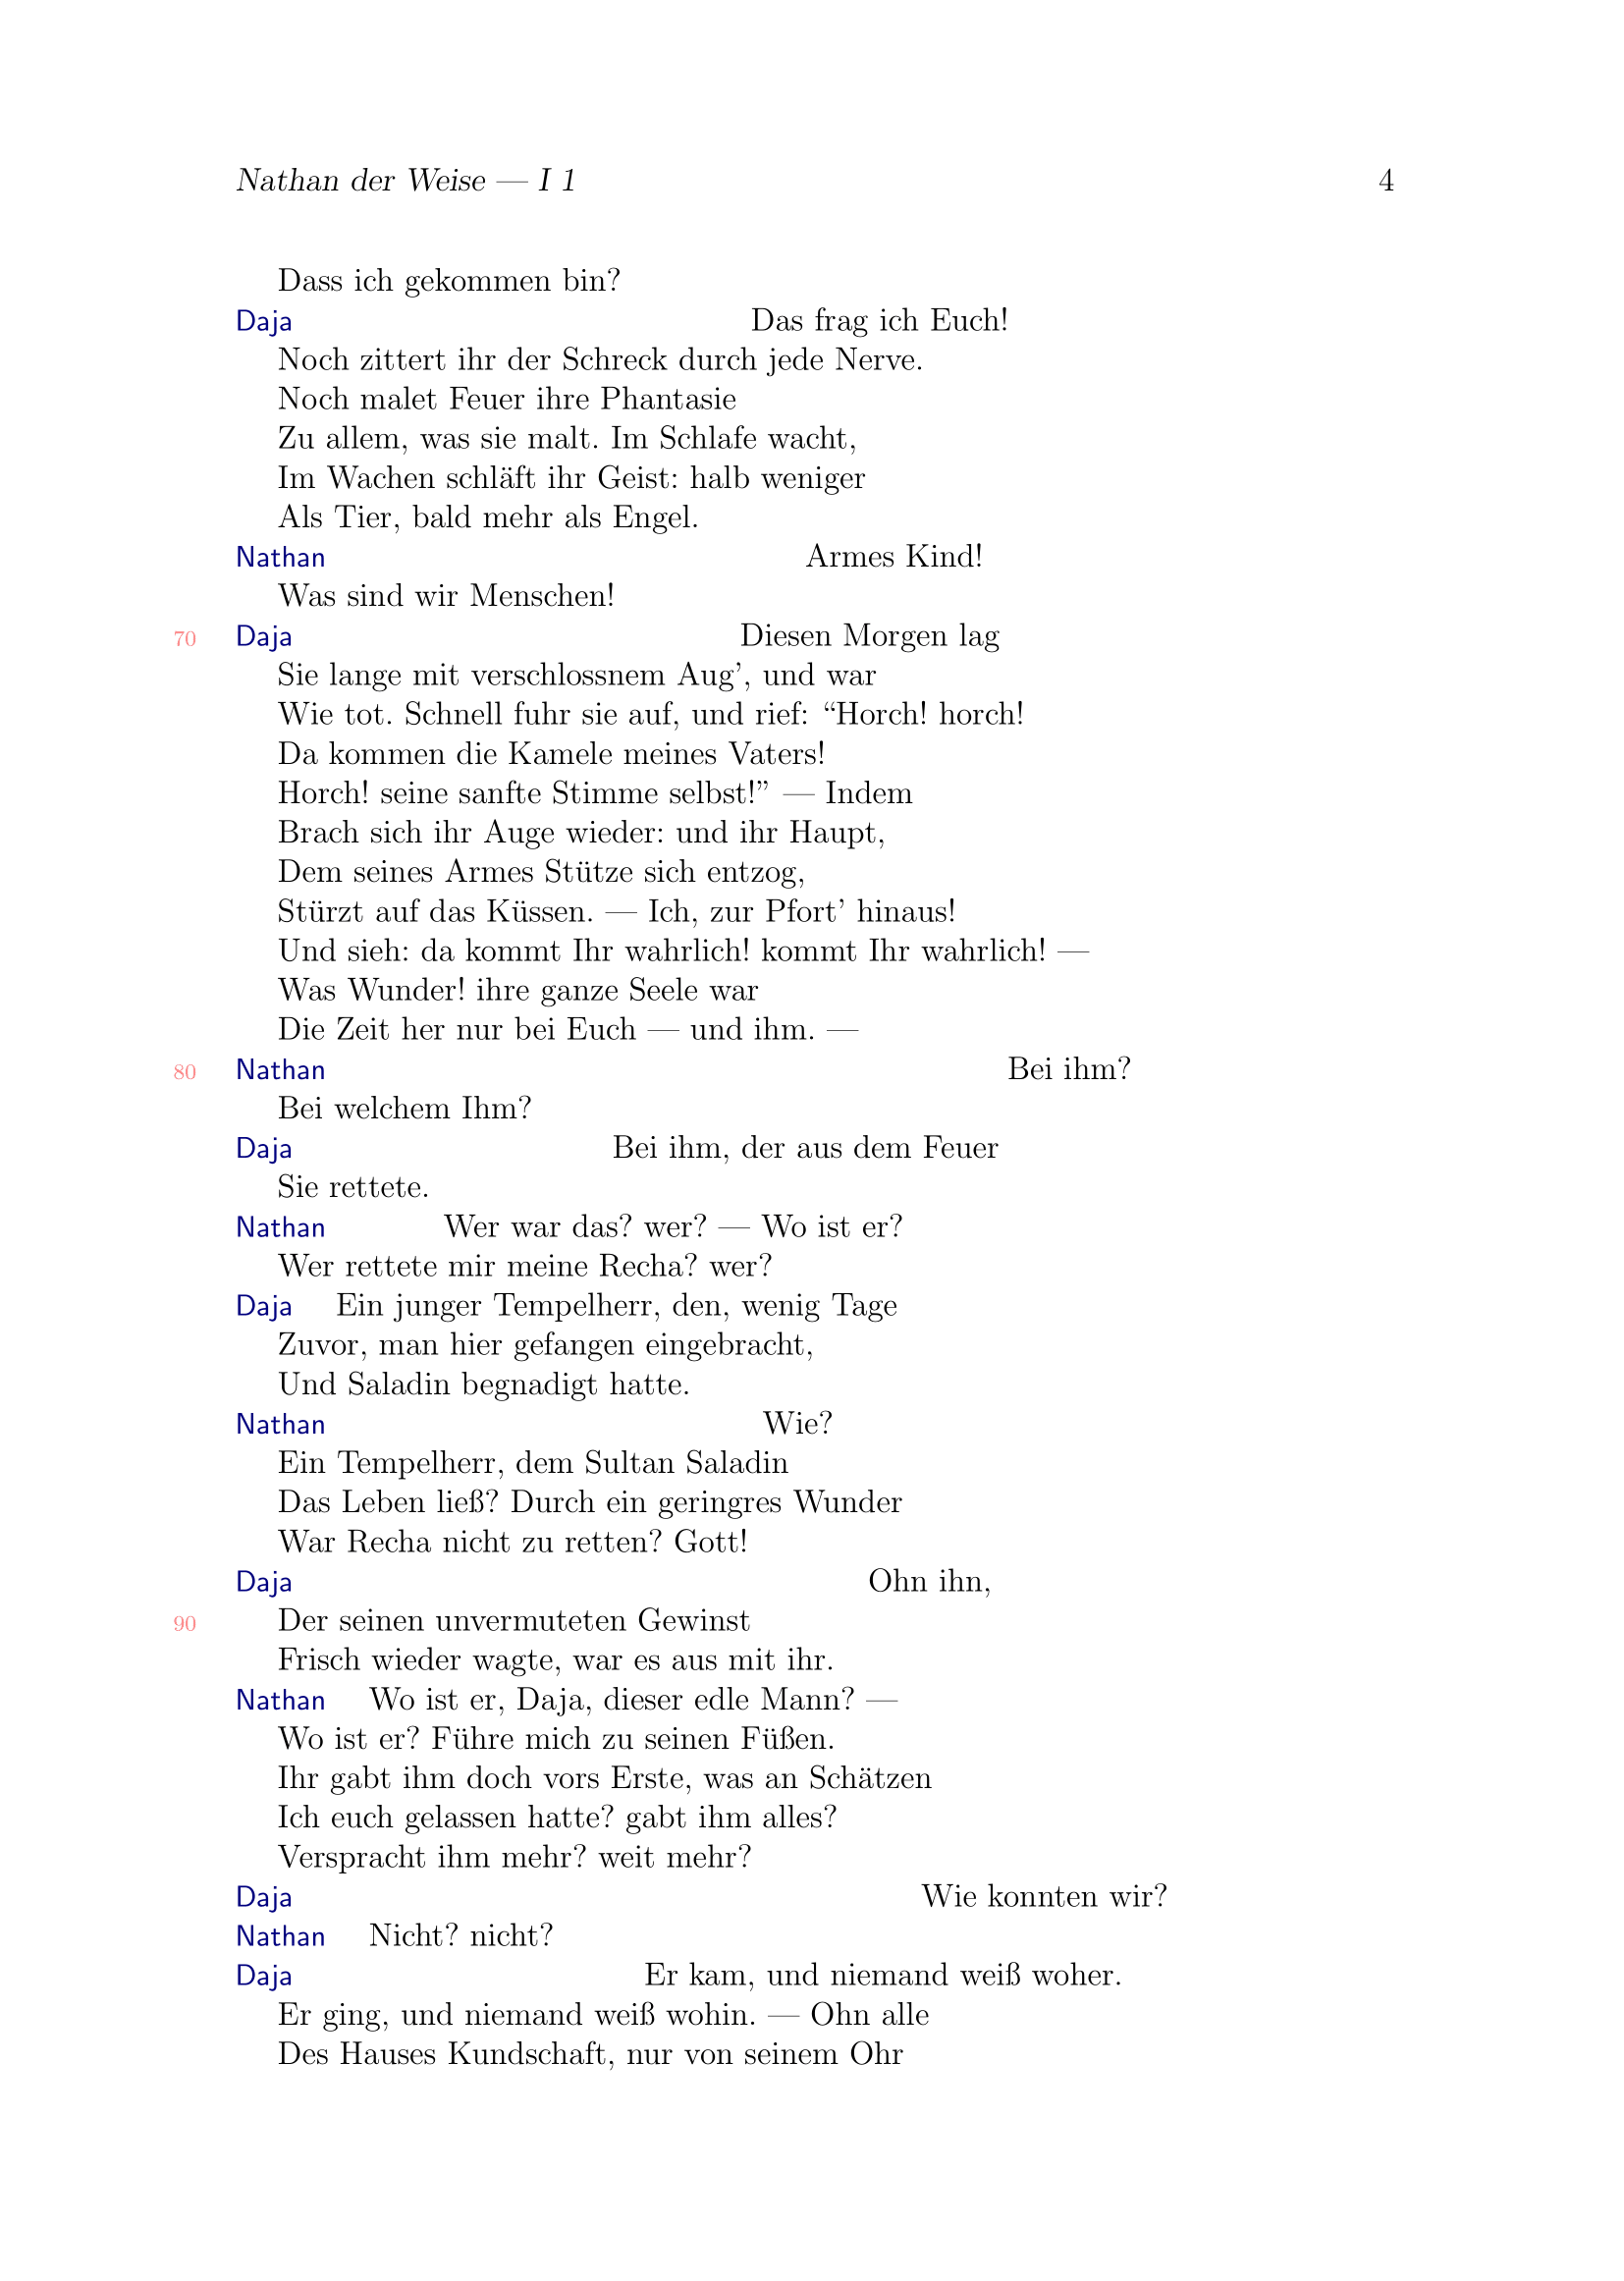 Nathan der Weise — I 1 4
Dass ich gekommen bin?
Daja Das frag ich Euch!
Noch zittert ihr der Schreck durch jede Nerve.
Noch malet Feuer ihre Phantasie
Zu allem, was sie malt. Im Schlafe wacht,
Im Wachen schläft ihr Geist: halb weniger
Als Tier, bald mehr als Engel.
Nathan Armes Kind!
Was sind wir Menschen!
70 Daja Diesen Morgen lag
Sie lange mit verschlossnem Aug’, und war
Wie tot. Schnell fuhr sie auf, und rief: “Horch! horch!
Da kommen die Kamele meines Vaters!
Horch! seine sanfte Stimme selbst!” — Indem
Brach sich ihr Auge wieder: und ihr Haupt,
Dem seines Armes Stütze sich entzog,
Stürzt auf das Küssen. — Ich, zur Pfort’ hinaus!
Und sieh: da kommt Ihr wahrlich! kommt Ihr wahrlich! —
Was Wunder! ihre ganze Seele war
Die Zeit her nur bei Euch — und ihm. —
80 Nathan Bei ihm?
Bei welchem Ihm?
Daja Bei ihm, der aus dem Feuer
Sie rettete.
Nathan Wer war das? wer? — Wo ist er?
Wer rettete mir meine Recha? wer?
Daja Ein junger Tempelherr, den, wenig Tage
Zuvor, man hier gefangen eingebracht,
Und Saladin begnadigt hatte.
Nathan Wie?
Ein Tempelherr, dem Sultan Saladin
Das Leben ließ? Durch ein geringres Wunder
War Recha nicht zu retten? Gott!
Daja Ohn ihn,
90 Der seinen unvermuteten Gewinst
Frisch wieder wagte, war es aus mit ihr.
Nathan Wo ist er, Daja, dieser edle Mann? —
Wo ist er? Führe mich zu seinen Füßen.
Ihr gabt ihm doch vors Erste, was an Schätzen
Ich euch gelassen hatte? gabt ihm alles?
Verspracht ihm mehr? weit mehr?
Daja Wie konnten wir?
Nathan Nicht? nicht?
Daja Er kam, und niemand weiß woher.
Er ging, und niemand weiß wohin. — Ohn alle
Des Hauses Kundschaft, nur von seinem Ohr